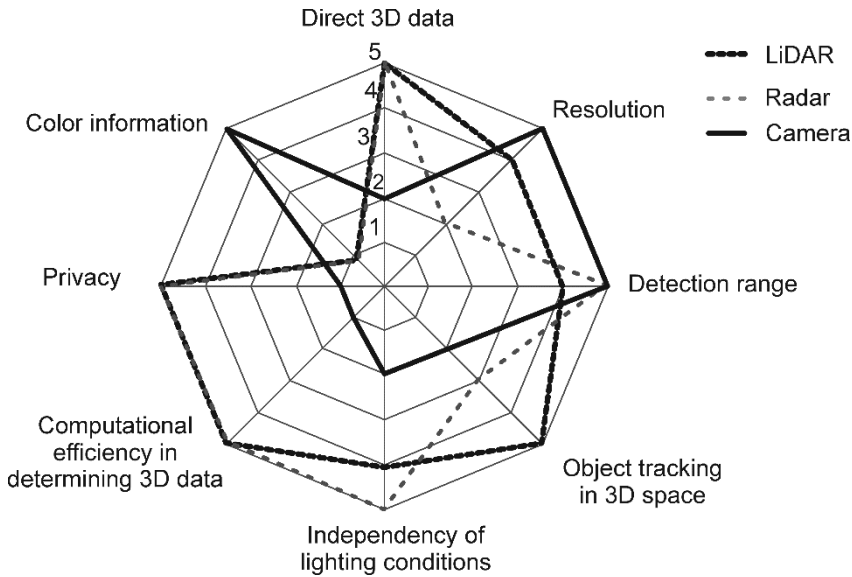 Direct 3D data
5
4
3
2
1
LiDAR
Radar
Camera
Color information
Resolution
Privacy
Detection range
Computational
efficiency in
determining 3D data
Object tracking
in 3D space
Independency of
lighting conditions